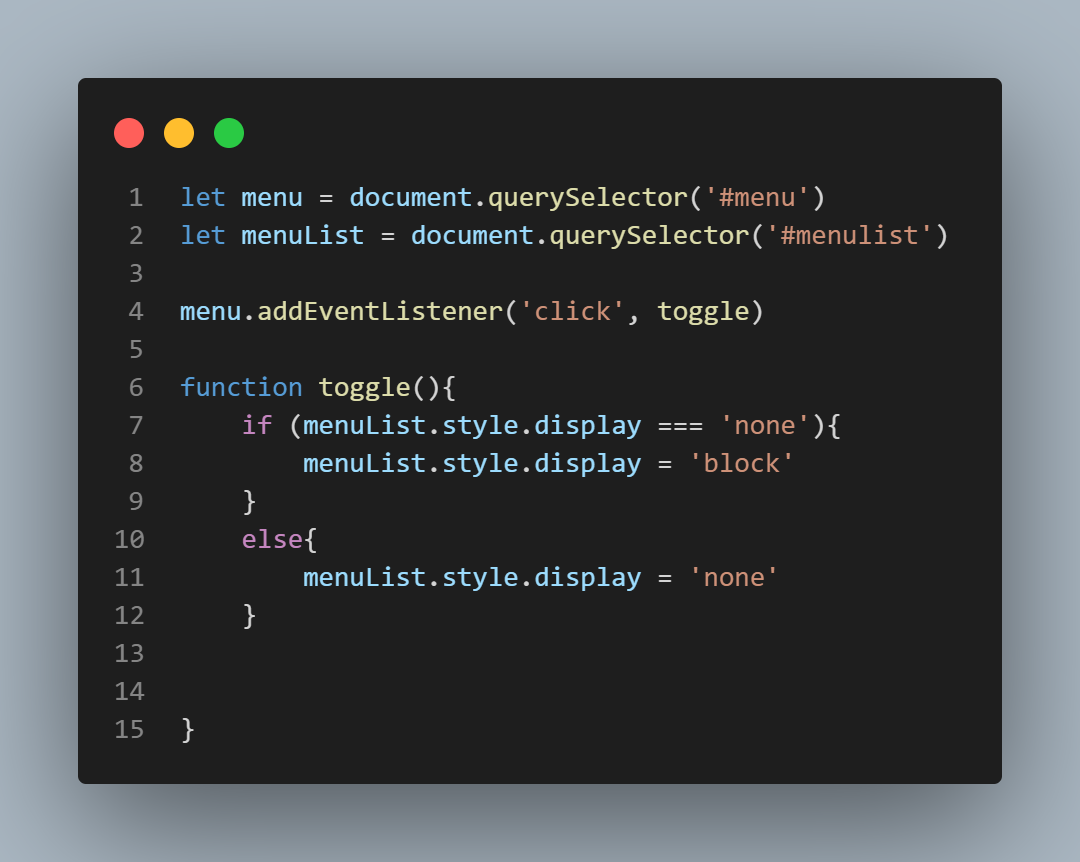 1 let menu = document.querySelector('#menu')
2 let menuList = document.querySelector('#menulist')
3
4 menu.addEventListener('click', toggle)
5
6 function toggle(){
7     if (menuList.style.display === 'none'){
8         menuList.style.display = 'block'
9     }
10     else{
11         menuList.style.display = 'none'
12     }
13
14
15 }